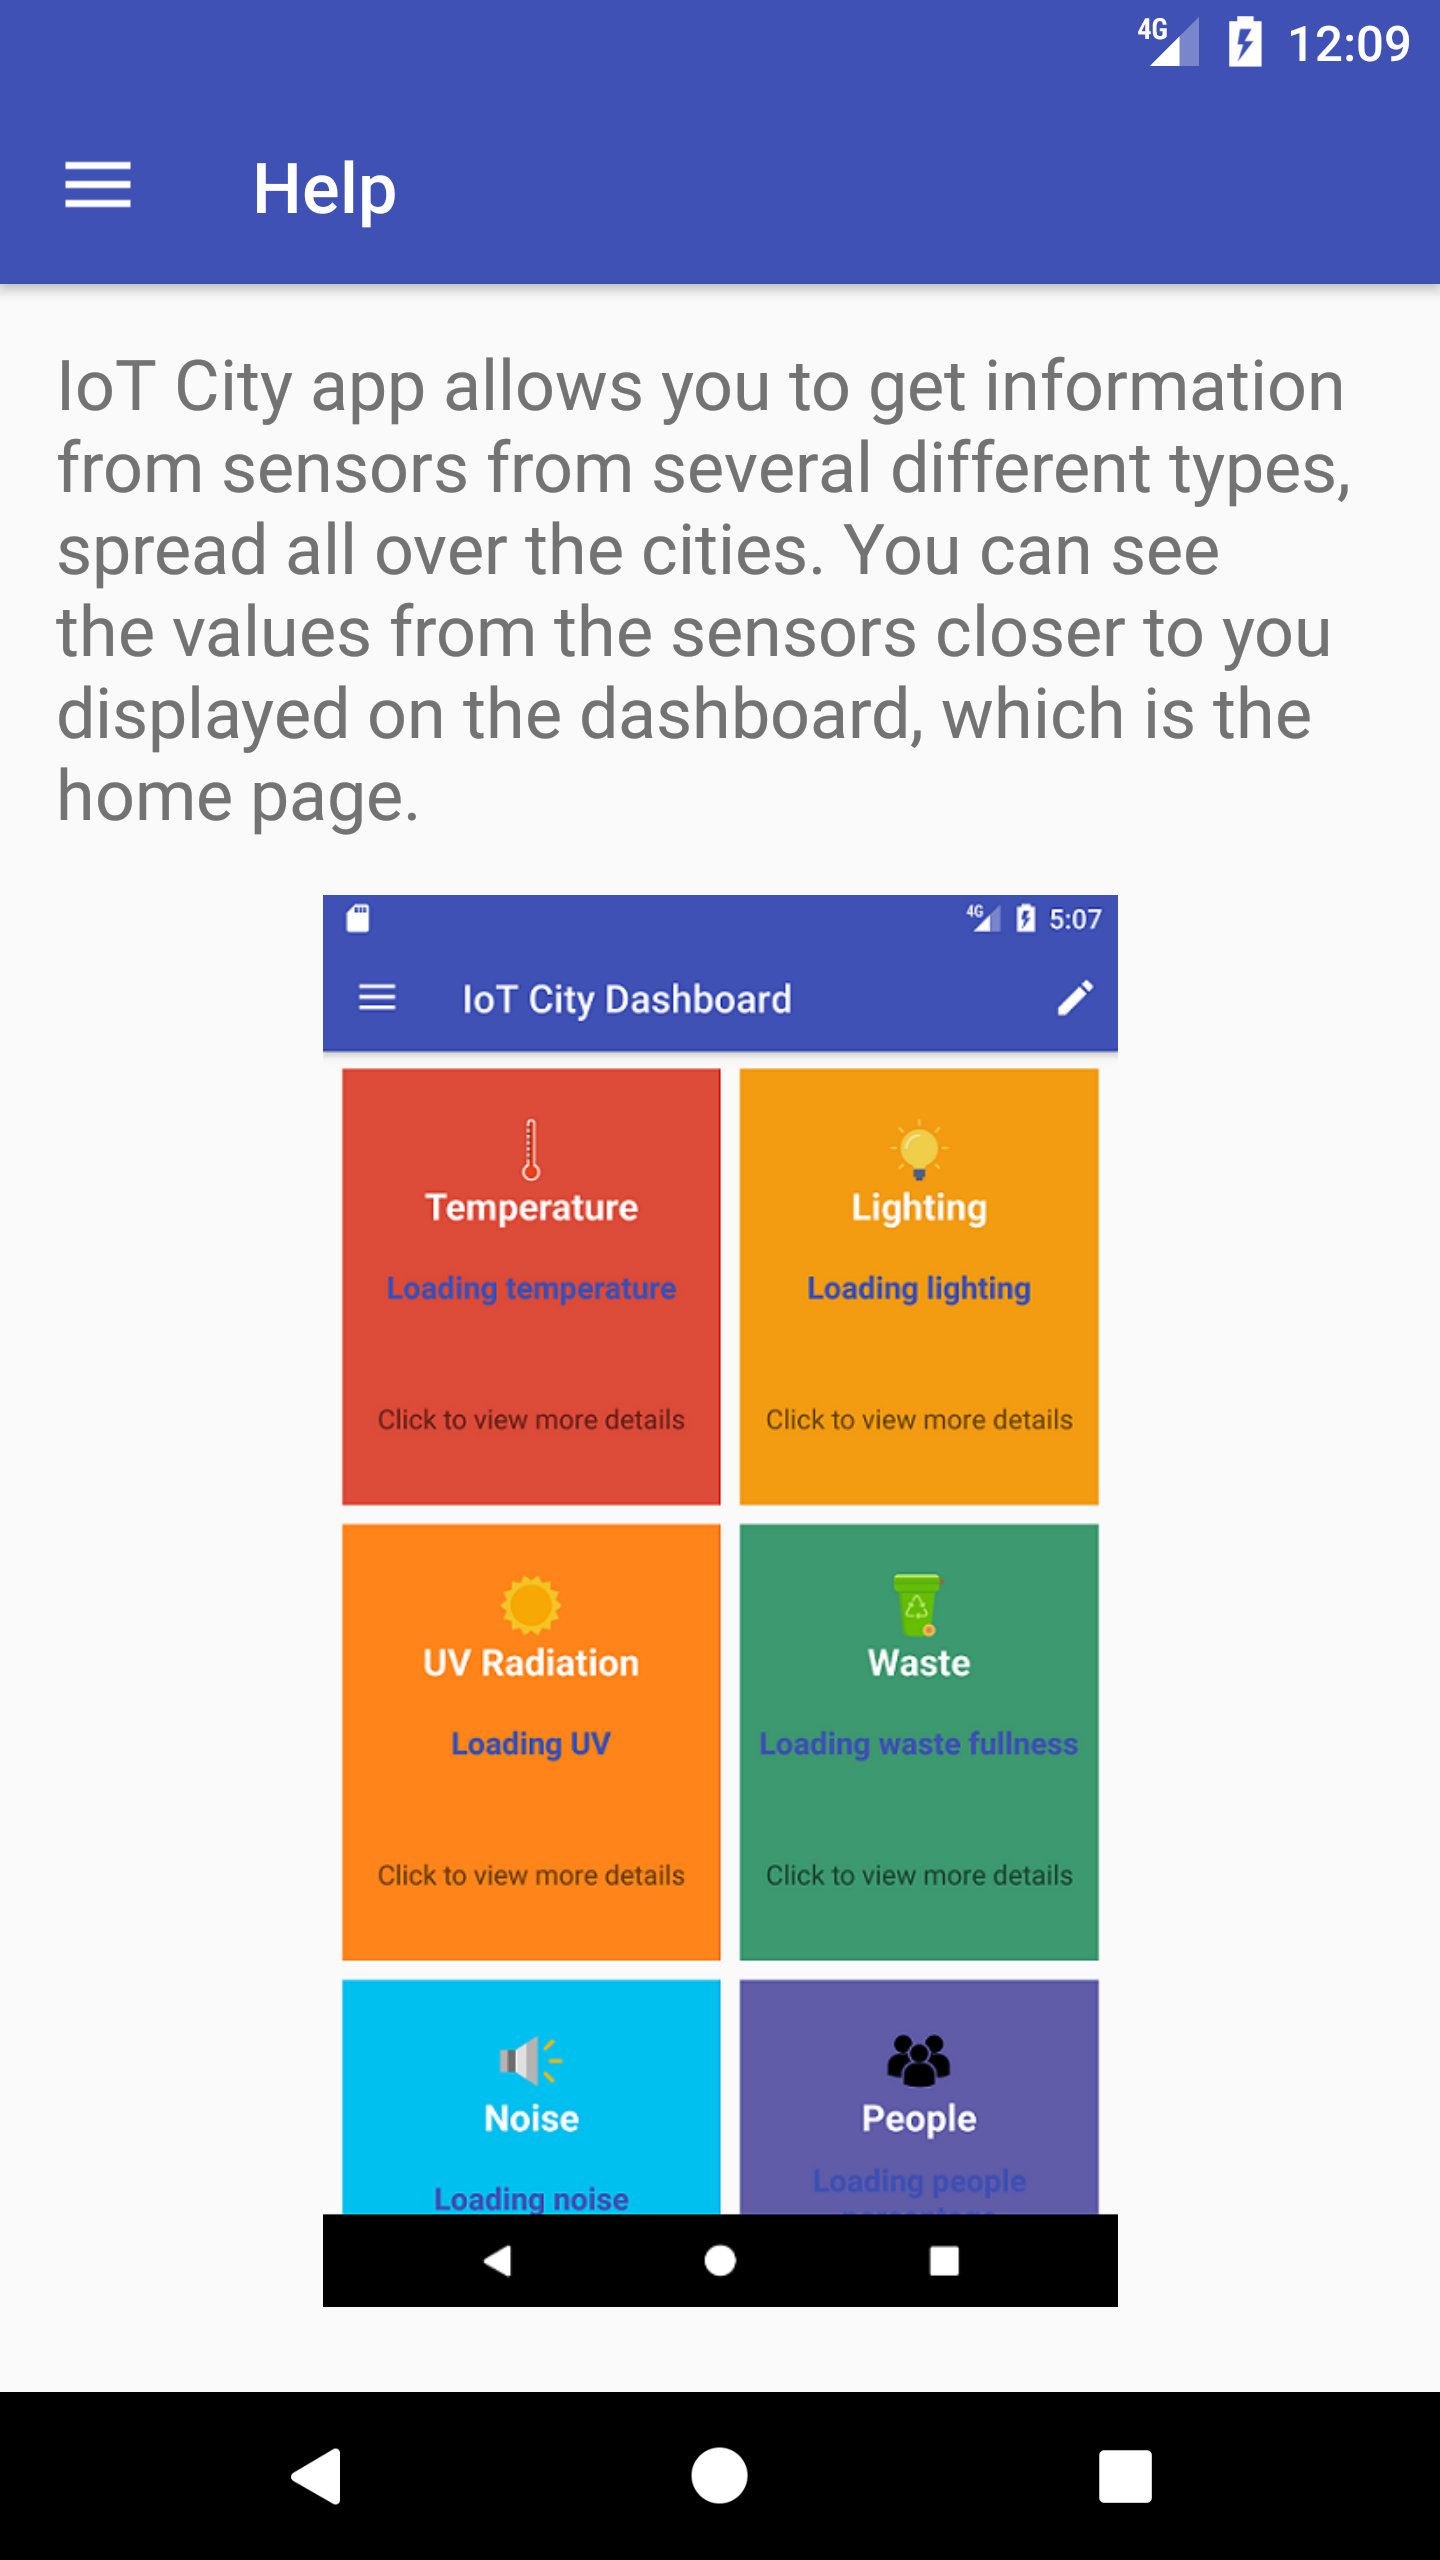 4G 12:09
Help
IoT City app allows you to get information
from sensors from several different types,
spread all over the cities. You can see
the values from the sensors closer to you
displayed on the dashboard, which is the
home page.
4G 5:07
IoT City Dashboard
Temperature
Loading temperature
Click to view more details
Lighting
Loading lighting
Click to view more details
UV Radiation
Loading UV
Click to view more details
Waste
Loading waste fullness
Click to view more details
Noise
Loading noise
People
Loading people